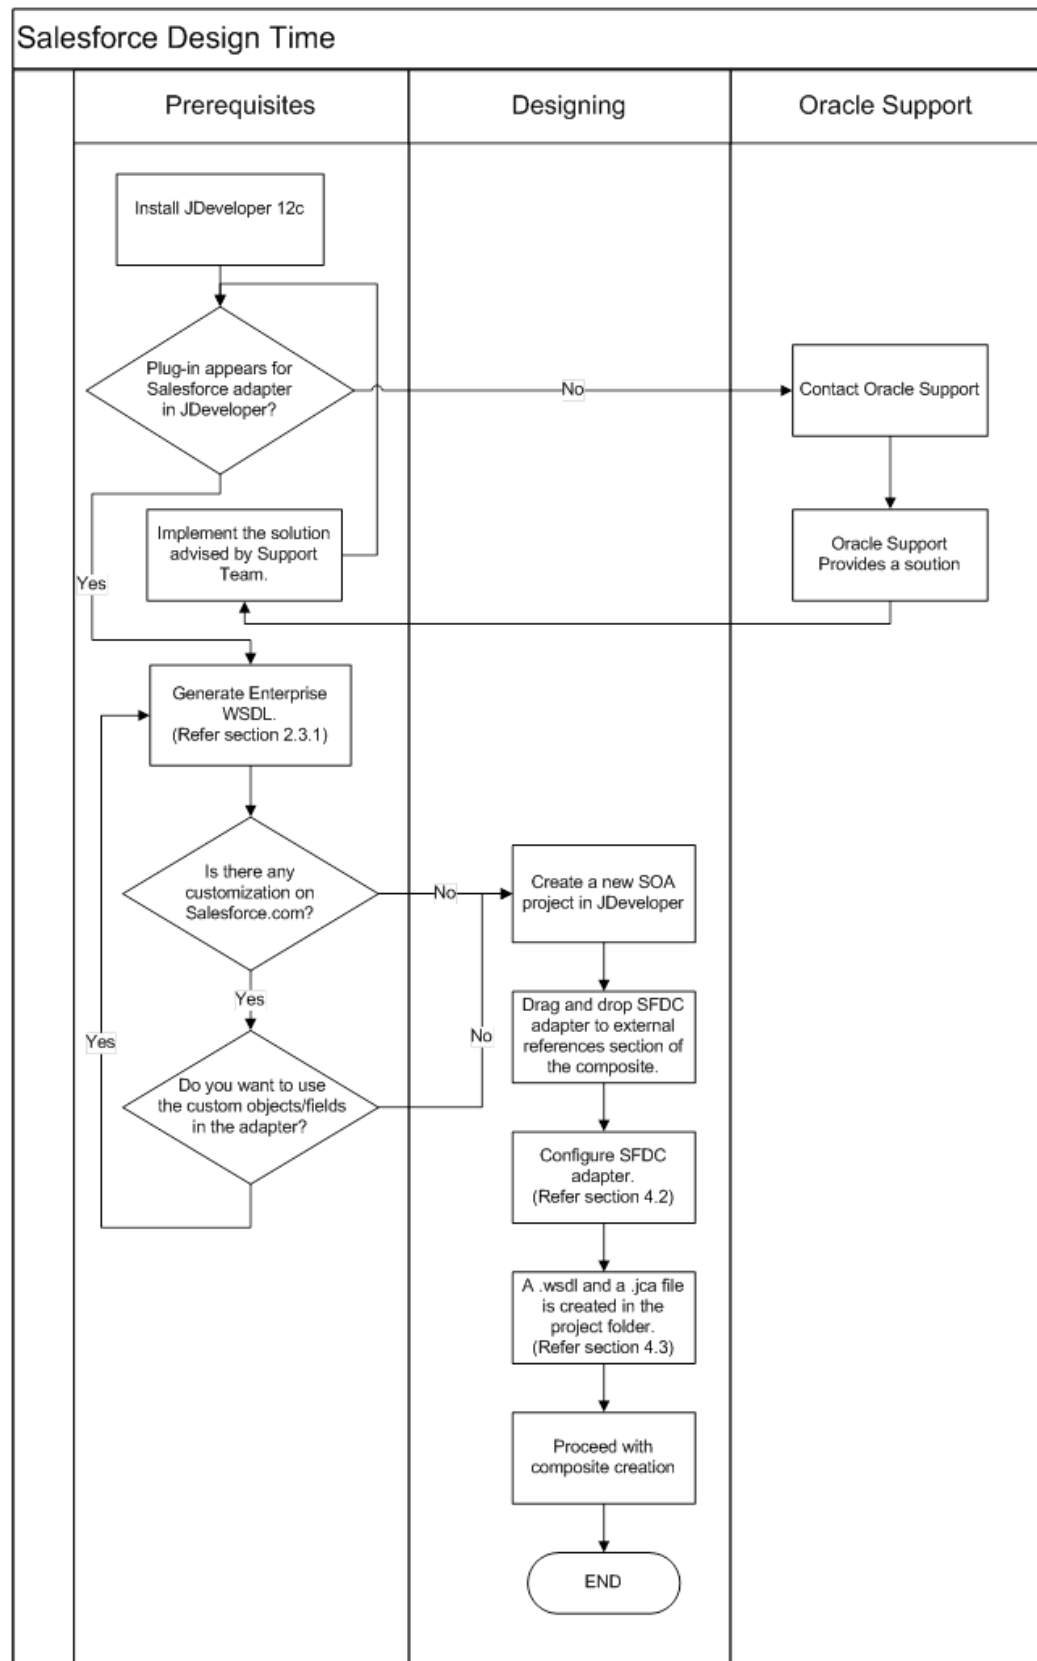 Salesforce Design Time
Prerequisites
Designing
Oracle Support
Install JDeveloper 12c
Plug-in appears for
Salesforce adapter
in JDeveloper?
No
Contact Oracle Support
Implement the solution
advised by Support
Team.
Oracle Support
Provides a soution
Yes
Generate Enterprise
WSDL.
(Refer section 2.3.1)
Is there any
customization on
Salesforce.com?
No
Create a new SOA
project in JDeveloper
Yes
Drag and drop SFDC
adapter to external
references section of
the composite.
Yes
No
Do you want to use
the custom objects/fields
in the adapter?
Configure SFDC
adapter.
(Refer section 4.2)
A .wsdl and a .jca file
is created in the
project folder.
(Refer section 4.3)
Proceed with
composite creation
END